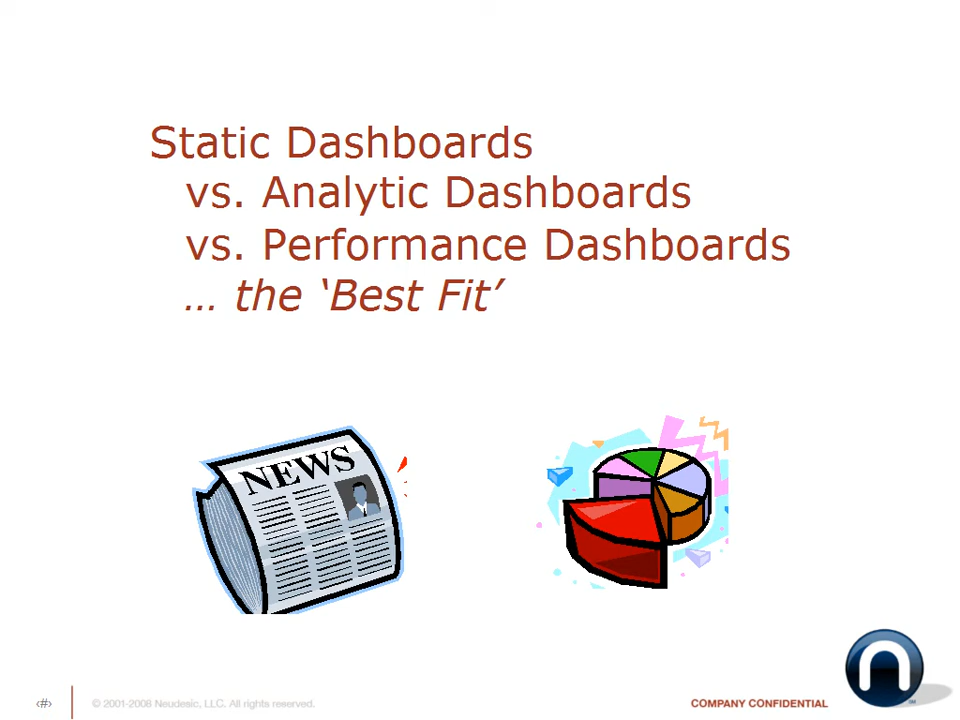 Static Dashboards
vs. Analytic Dashboards
vs. Performance Dashboards
… the ‘Best Fit’
NEWS
‹#›
© 2001-2008 Neudesic, LLC. All rights reserved.
COMPANY CONFIDENTIAL
n